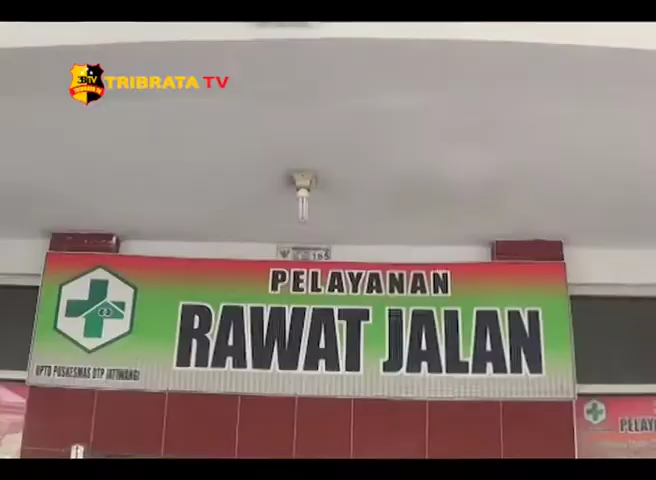 TRIBRATA TV
PELAYANAN
RAWAT JALAN
UPTD PUSKESMAS DTP JATIWANGI